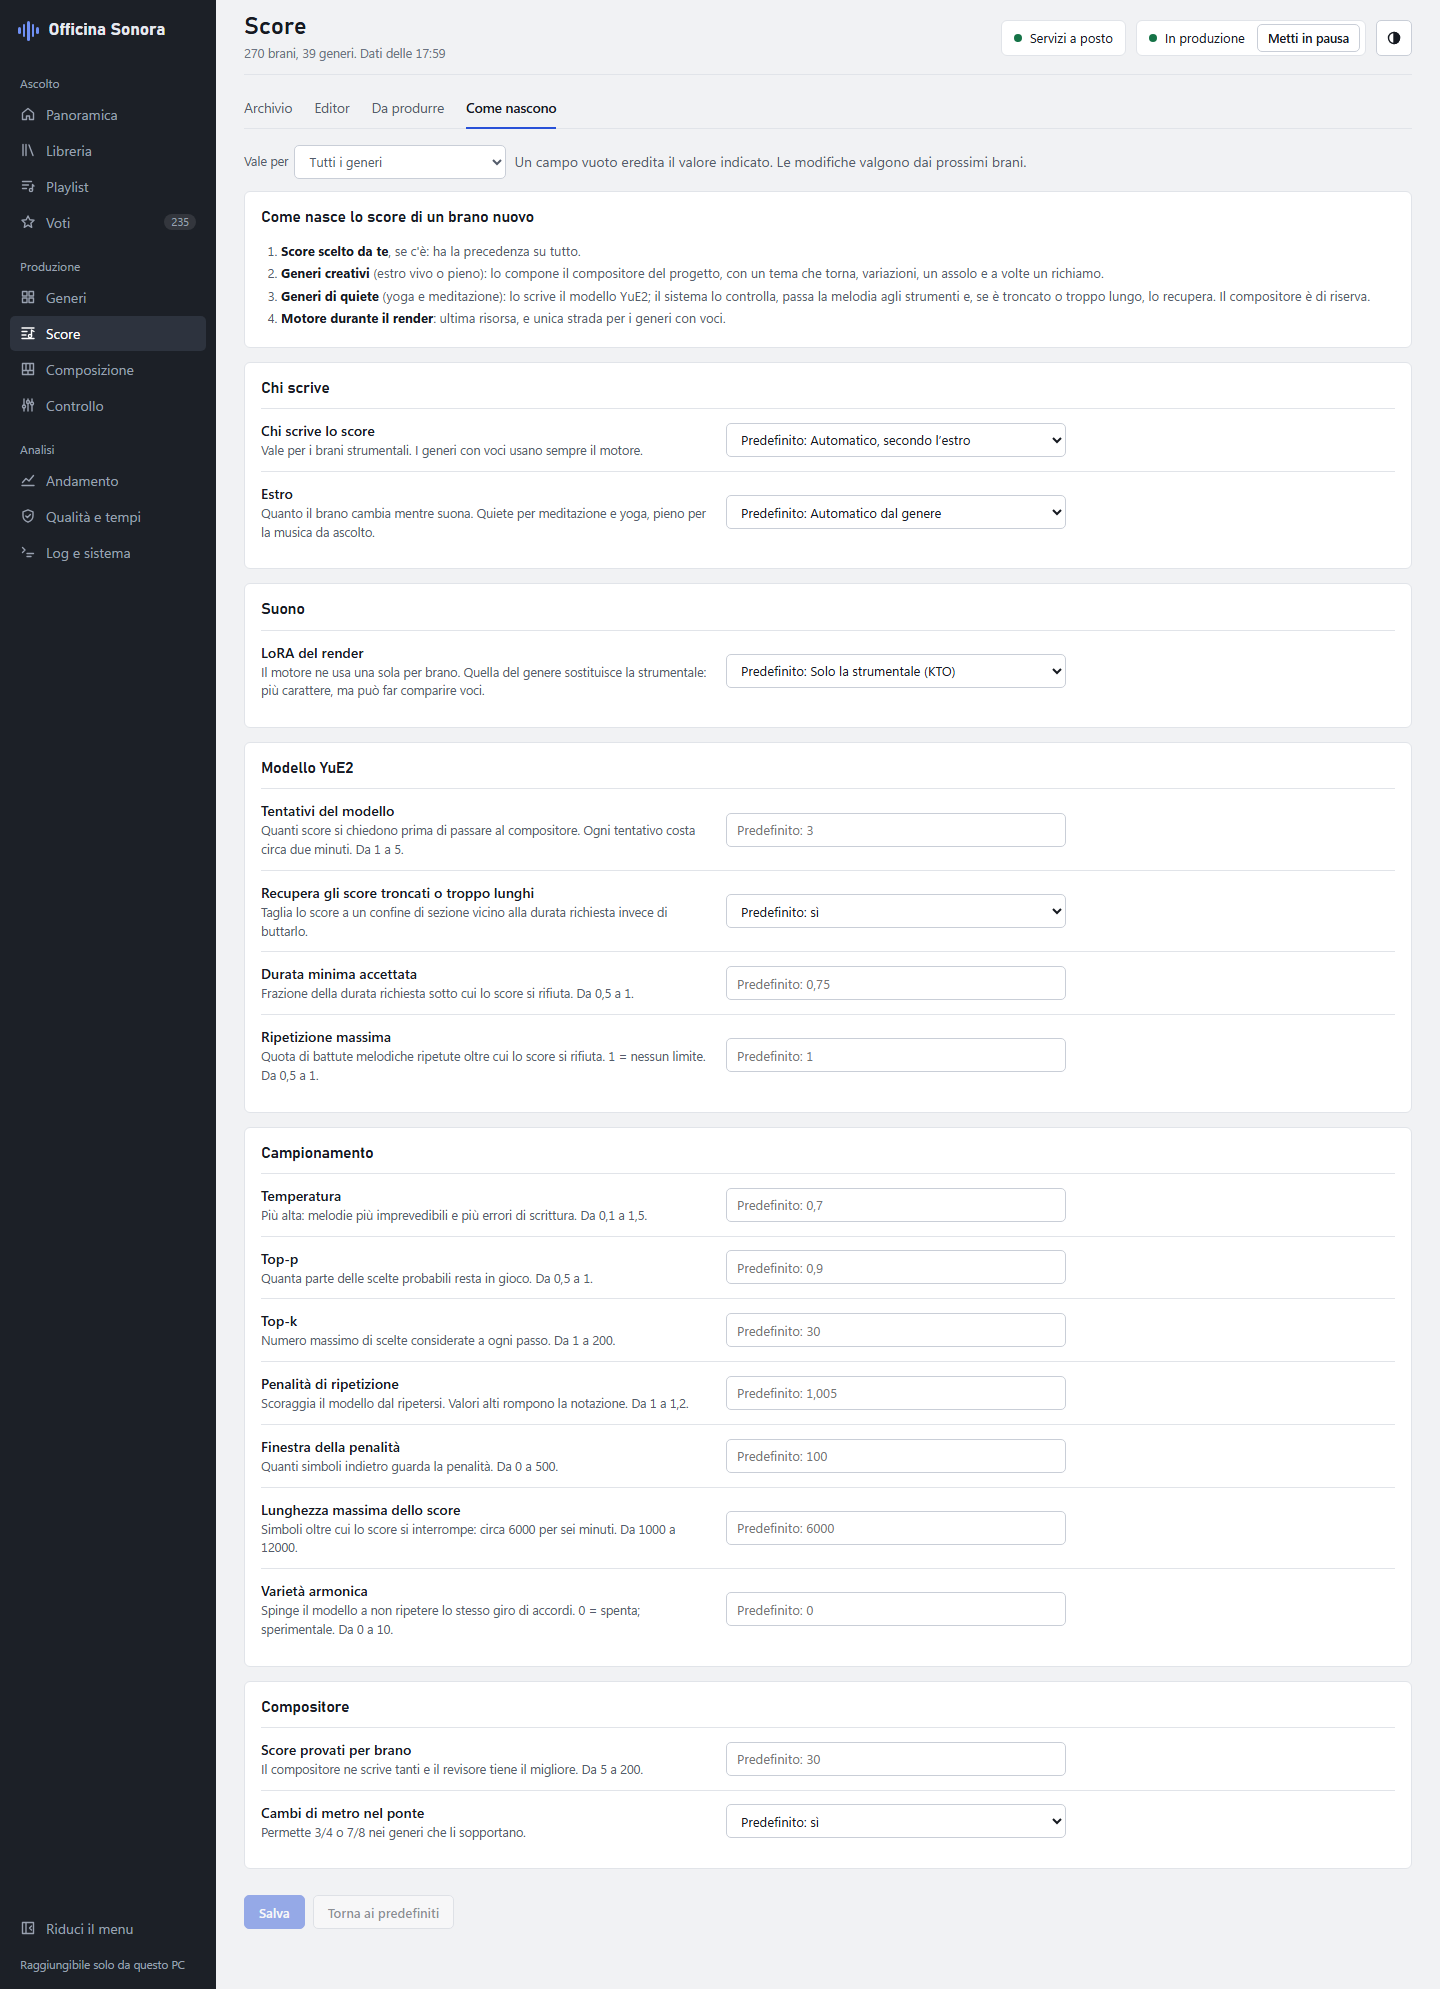 Officina Sonora
Ascolto
Panoramica
Libreria
Playlist
Voti 235
Produzione
Generi
Score
Composizione
Controllo
Analisi
Andamento
Qualità e tempi
Log e sistema
Riduci il menu
Raggiungibile solo da questo PC
Score
270 brani, 39 generi. Dati delle 17:59
Servizi a posto
In produzione
Metti in pausa
Archivio Editor Da produrre Come nascono
Vale per Tutti i generi Un campo vuoto eredita il valore indicato. Le modifiche valgono dai prossimi brani.
Come nasce lo score di un brano nuovo
1. Score scelto da te, se c'è: ha la precedenza su tutto.
2. Generi creativi (estro vivo o pieno): lo compone il compositore del progetto, con un tema che torna, variazioni, un assolo e a volte un richiamo.
3. Generi di quiete (yoga e meditazione): lo scrive il modello YuE2; il sistema lo controlla, passa la melodia agli strumenti e, se è troncato o troppo lungo, lo recupera. Il compositore è di riserva.
4. Motore durante il render: ultima risorsa, e unica strada per i generi con voci.
Chi scrive
Chi scrive lo score
Vale per i brani strumentali. I generi con voci usano sempre il motore.
Predefinito: Automatico, secondo l'estro
Estro
Quanto il brano cambia mentre suona. Quiete per meditazione e yoga, pieno per
la musica da ascolto.
Predefinito: Automatico dal genere
Suono
LoRA del render
Il motore ne usa una sola per brano. Quella del genere sostituisce la strumentale:
più carattere, ma può far comparire voci.
Predefinito: Solo la strumentale (KTO)
Modello YuE2
Tentativi del modello
Quanti score si chiedono prima di passare al compositore. Ogni tentativo costa
circa due minuti. Da 1 a 5.
Predefinito: 3
Recupera gli score troncati o troppo lunghi
Taglia lo score a un confine di sezione vicino alla durata richiesta invece di
buttarlo.
Predefinito: sì
Durata minima accettata
Frazione della durata richiesta sotto cui lo score si rifiuta. Da 0,5 a 1.
Predefinito: 0,75
Ripetizione massima
Quota di battute melodiche ripetute oltre cui lo score si rifiuta. 1 = nessun limite.
Da 0,5 a 1.
Predefinito: 1
Campionamento
Temperatura
Più alta: melodie più imprevedibili e più errori di scrittura. Da 0,1 a 1,5.
Predefinito: 0,7
Top-p
Quanta parte delle scelte probabili resta in gioco. Da 0,5 a 1.
Predefinito: 0,9
Top-k
Numero massimo di scelte considerate a ogni passo. Da 1 a 200.
Predefinito: 30
Penalità di ripetizione
Scoraggia il modello dal ripetersi. Valori alti rompono la notazione. Da 1 a 1,2.
Predefinito: 1,005
Finestra della penalità
Quanti simboli indietro guarda la penalità. Da 0 a 500.
Predefinito: 100
Lunghezza massima dello score
Simboli oltre cui lo score si interrompe: circa 6000 per sei minuti. Da 1000 a
12000.
Predefinito: 6000
Varietà armonica
Spinge il modello a non ripetere lo stesso giro di accordi. 0 = spenta;
sperimentale. Da 0 a 10.
Predefinito: 0
Compositore
Score provati per brano
Il compositore ne scrive tanti e il revisore tiene il migliore. Da 5 a 200.
Predefinito: 30
Cambi di metro nel ponte
Permette 3/4 o 7/8 nei generi che li sopportano.
Predefinito: sì
Salva
Torna ai predefiniti